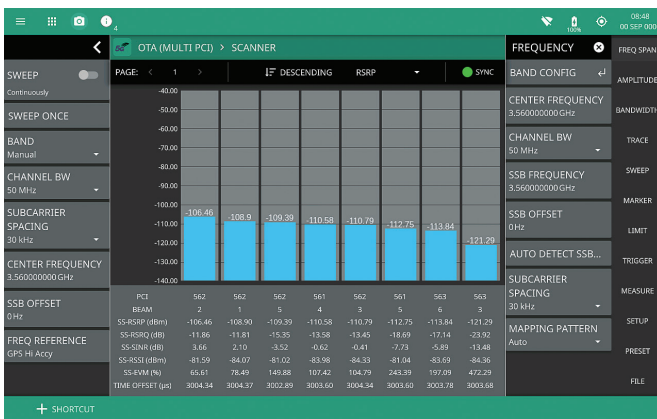 4
100%
08:48
00 SEP 000
5G OTA (MULTI PCI) > SCANNER
FREQUENCY
FREQ SPAN
SWEEP
Continuously
SWEEP ONCE
BAND
Manual
CHANNEL BW
50 MHz
SUBCARRIER
SPACING
30 kHz
CENTER FREQUENCY
3.560000000 GHz
SSB OFFSET
0 Hz
FREQ REFERENCE
GPS Hi Accy
PAGE: < 1 > DESCENDING RSRP SYNC
-40.00
-50.00
-60.00
-70.00
-80.00
-90.00
-100.00
-110.00
-120.00
-130.00
-140.00
-106.46 -108.9 -109.39 -110.58 -110.79 -112.75 -113.84 -121.29
PCI 562 562 562 561 562 561 563 563
BEAM 2 1 5 4 3 5 6 3
SS-RSRP (dBm) -106.46 -108.90 -109.39 -110.58 -110.79 -112.75 -113.84 -121.29
SS-RSRQ (dB) -11.86 -11.81 -15.35 -13.58 -13.45 -18.69 -17.14 -23.92
SS-SINR (dB) 3.66 2.10 -3.52 -0.62 -0.41 -7.73 -5.89 -13.48
SS-RSSI (dBm) -81.59 -84.07 -81.02 -83.98 -84.33 -81.04 -83.69 -84.36
SS-EVM (%) 65.61 78.49 149.88 107.42 104.79 243.39 197.09 472.29
TIME OFFSET (µs) 3004.34 3004.37 3002.89 3003.60 3004.34 3003.60 3003.78 3003.68
BAND CONFIG
CENTER FREQUENCY
3.560000000 GHz
CHANNEL BW
50 MHz
SSB FREQUENCY
3.560000000 GHz
SSB OFFSET
0 Hz
AUTO DETECT SSB...
SUBCARRIER
SPACING
30 kHz
MAPPING PATTERN
Auto
AMPLITUDE
BANDWIDTH
TRACE
SWEEP
MARKER
LIMIT
TRIGGER
MEASURE
SETUP
PRESET
FILE
+ SHORTCUT